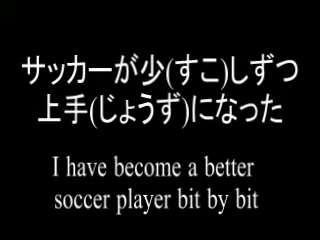 サッカーが少(すこ)しずつ
上手(じょうず)になった
I have become a better
soccer player bit by bit